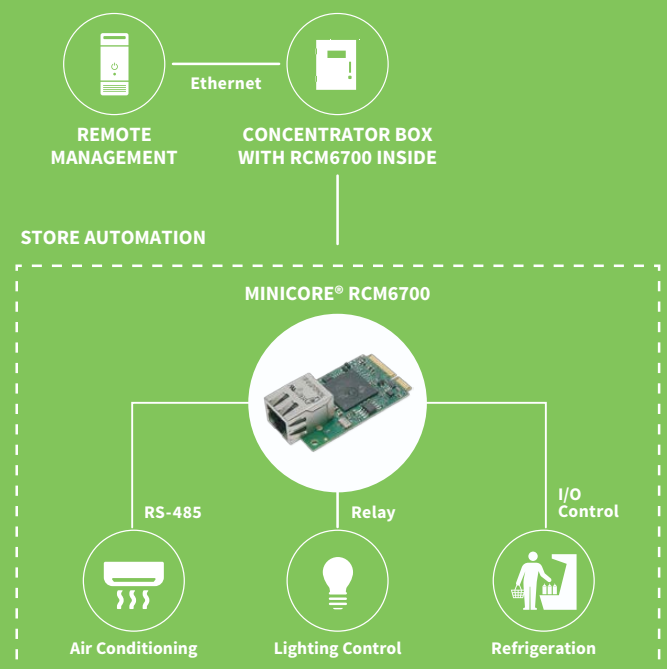 Ethernet
REMOTE
MANAGEMENT
CONCENTRATOR BOX
WITH RCM6700 INSIDE
STORE AUTOMATION
MINICORE® RCM6700
RS-485
Relay
I/O
Control
Air Conditioning
Lighting Control
Refrigeration